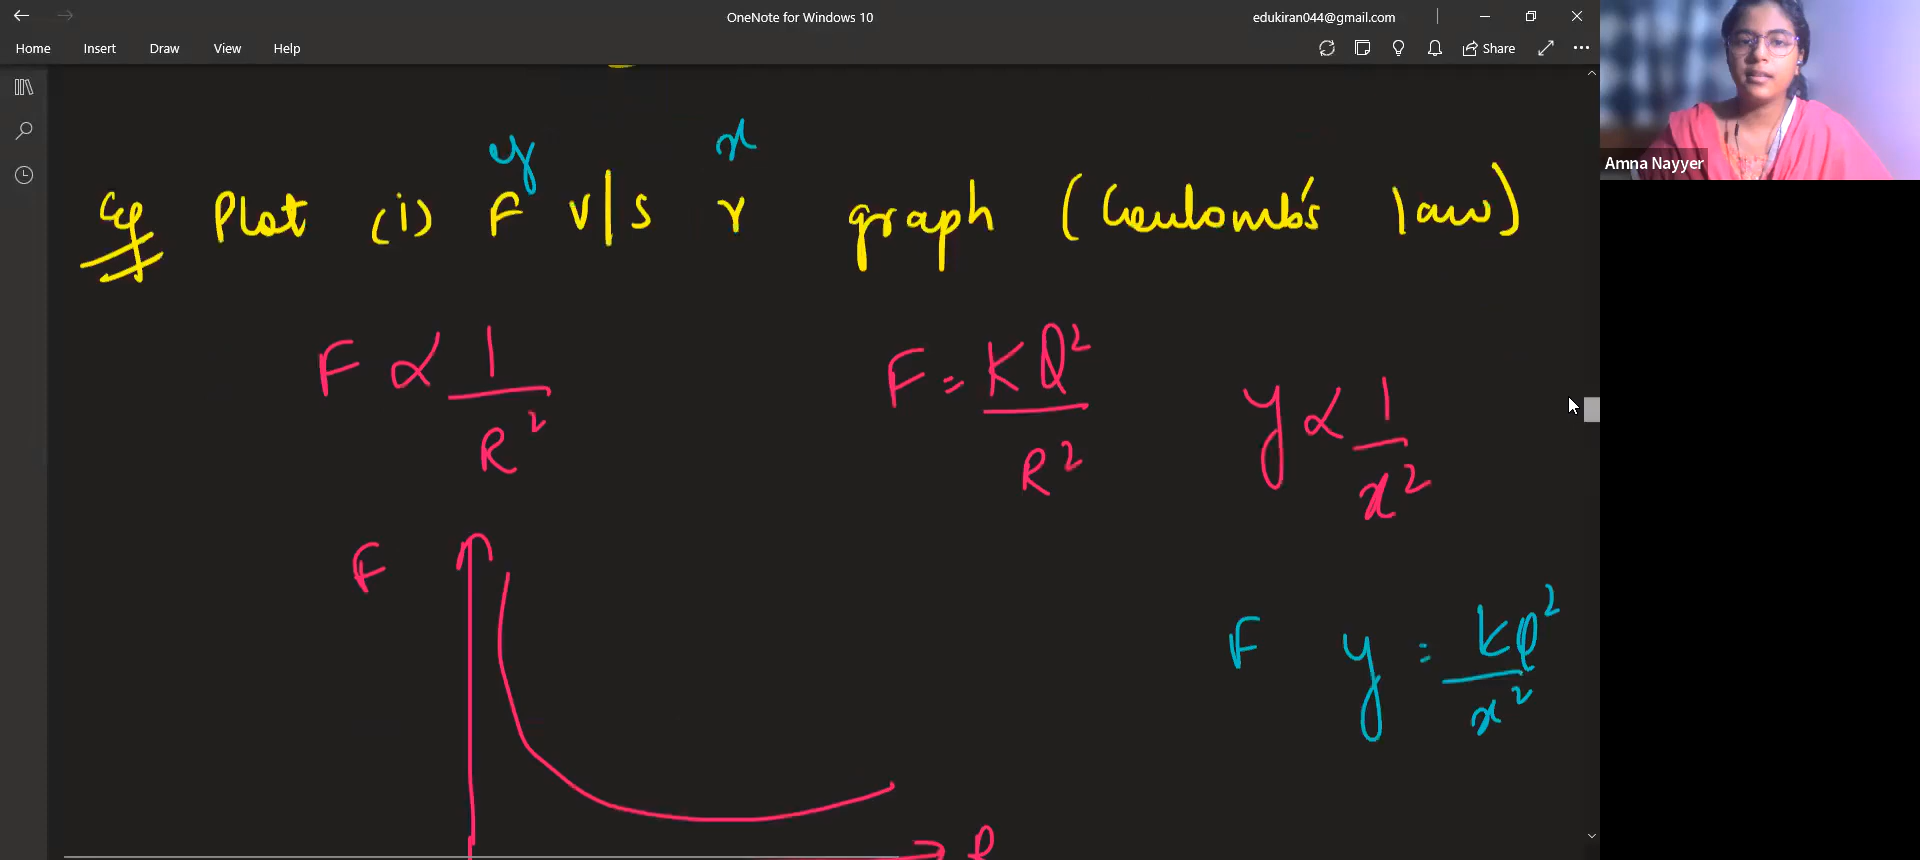 OneNote for Windows 10
edukiran044@gmail.com
Home Insert Draw View Help
Share
Amna Nayyer
y x
Eg Plot (i) F v/s r graph (Coulomb's law)
F ∝ 1/R²
F = KQ²/R²
y ∝ 1/x²
F
F y = kQ²/x²
R